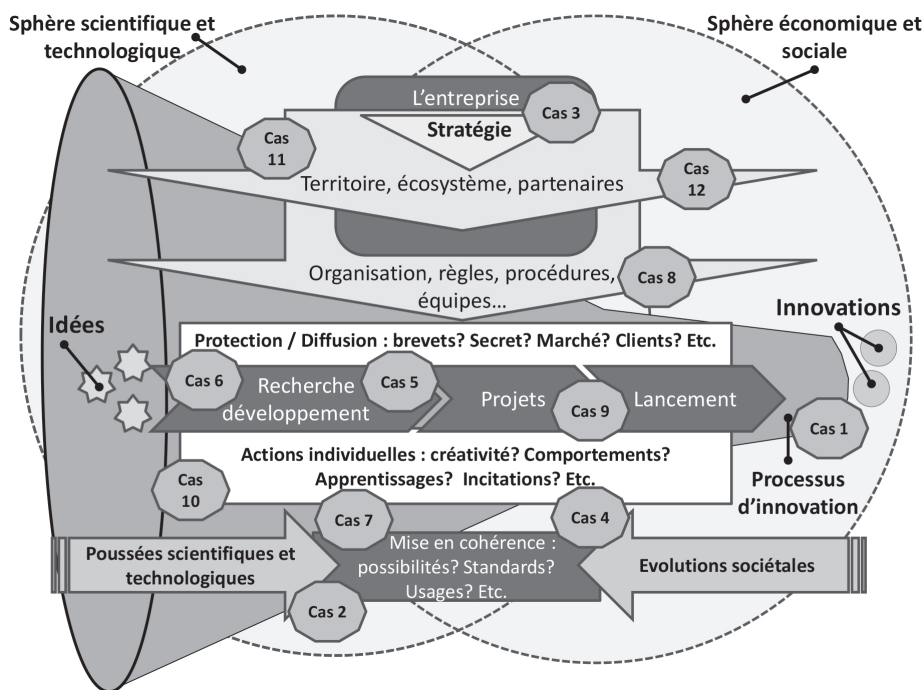 Sphère scientifique et
technologique
Sphère économique et
sociale
L'entreprise
Cas 3
Stratégie
Cas
11
Territoire, écosystème, partenaires
Cas
12
Organisation, règles, procédures,
équipes...
Cas 8
Idées
Innovations
Protection / Diffusion : brevets? Secret? Marché? Clients? Etc.
Cas 6
Recherche
développement
Cas 5
Projets
Cas 9
Lancement
Cas 1
Actions individuelles : créativité? Comportements?
Apprentissages? Incitations? Etc.
Cas
10
Processus
d'innovation
Cas 7
Cas 4
Poussées scientifiques et
technologiques
Mise en cohérence :
possibilités? Standards?
Usages? Etc.
Evolutions sociétales
Cas 2